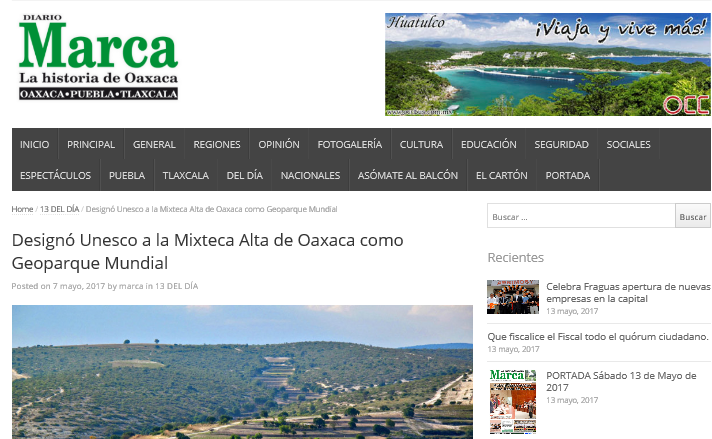 DIARIO
Marca
La historia de Oaxaca
OAXACA•PUEBLA•TLAXCALA
Huatulco
¡Viaja y vive más!
OCC
INICIO PRINCIPAL GENERAL REGIONES OPINIÓN FOTOGALERÍA CULTURA EDUCACIÓN SEGURIDAD SOCIALES
ESPECTÁCULOS PUEBLA TLAXCALA DEL DÍA NACIONALES ASÓMATE AL BALCÓN EL CARTÓN PORTADA
Home / 13 DEL DÍA / Designó Unesco a la Mixteca Alta de Oaxaca como Geoparque Mundial
Designó Unesco a la Mixteca Alta de Oaxaca como
Geoparque Mundial
Posted on 7 mayo, 2017 by marca in 13 DEL DÍA
Buscar ...
Buscar
Recientes
Celebra Fraguas apertura de nuevas
empresas en la capital
13 mayo, 2017
Que fiscalice el Fiscal todo el quórum ciudadano.
13 mayo, 2017
Marca
PORTADA Sábado 13 de Mayo de
2017
13 mayo, 2017